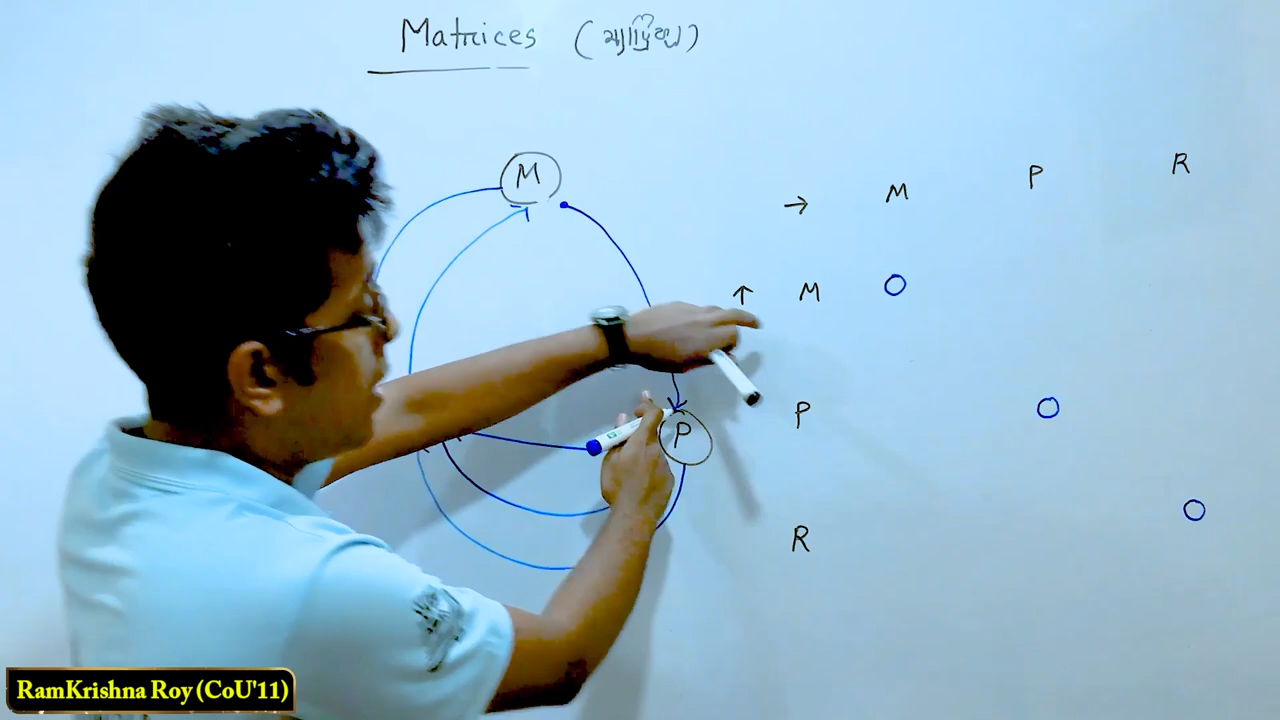 Matrices (ম্যাট্রিক্স)
M
→ M P R
↑ M O
P P O
R O
RamKrishna Roy (CoU'11)